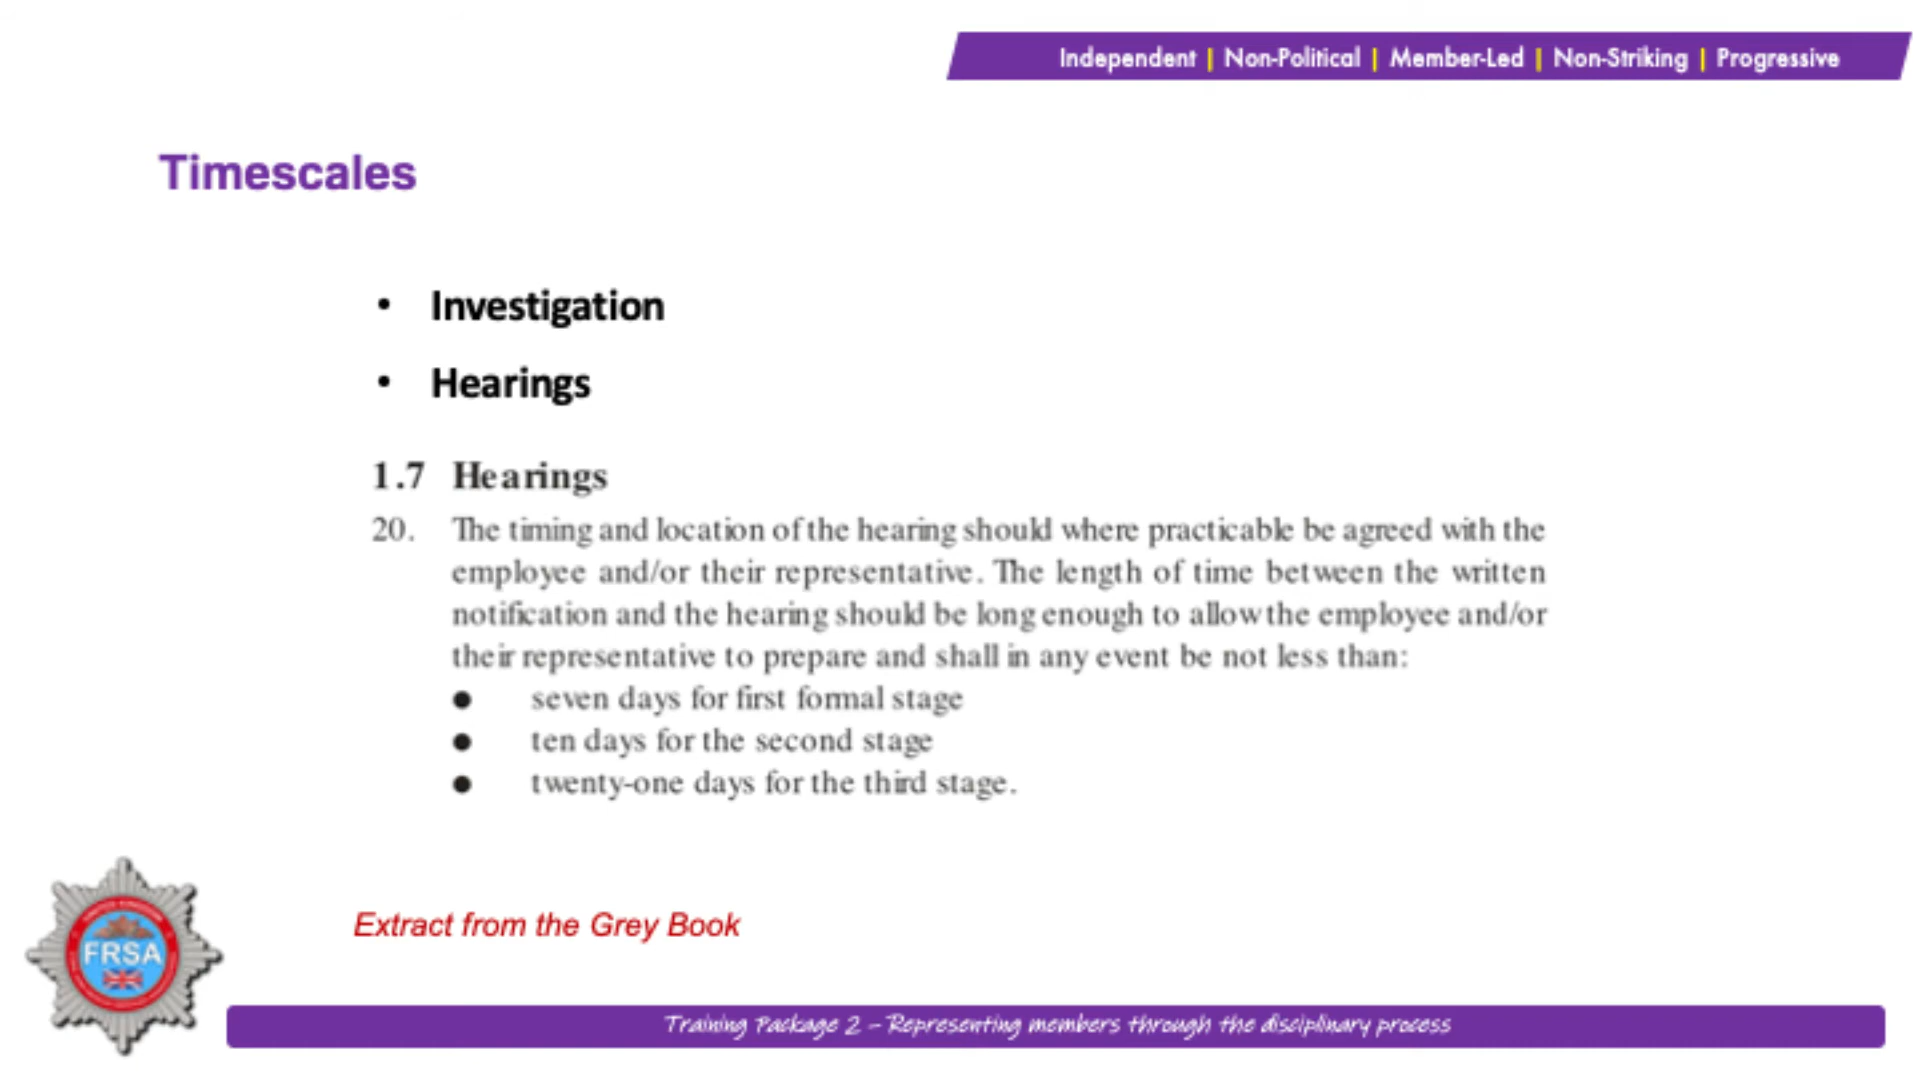 Independent | Non-Political | Member-Led | Non-Striking | Progressive
Timescales
• Investigation
• Hearings
1.7 Hearings
20. The timing and location of the hearing should where practicable be agreed with the
employee and/or their representative. The length of time between the written
notification and the hearing should be long enough to allow the employee and/or
their representative to prepare and shall in any event be not less than:
● seven days for first formal stage
● ten days for the second stage
● twenty-one days for the third stage.
Extract from the Grey Book
FRSA
Training Package 2 – Representing members through the disciplinary process